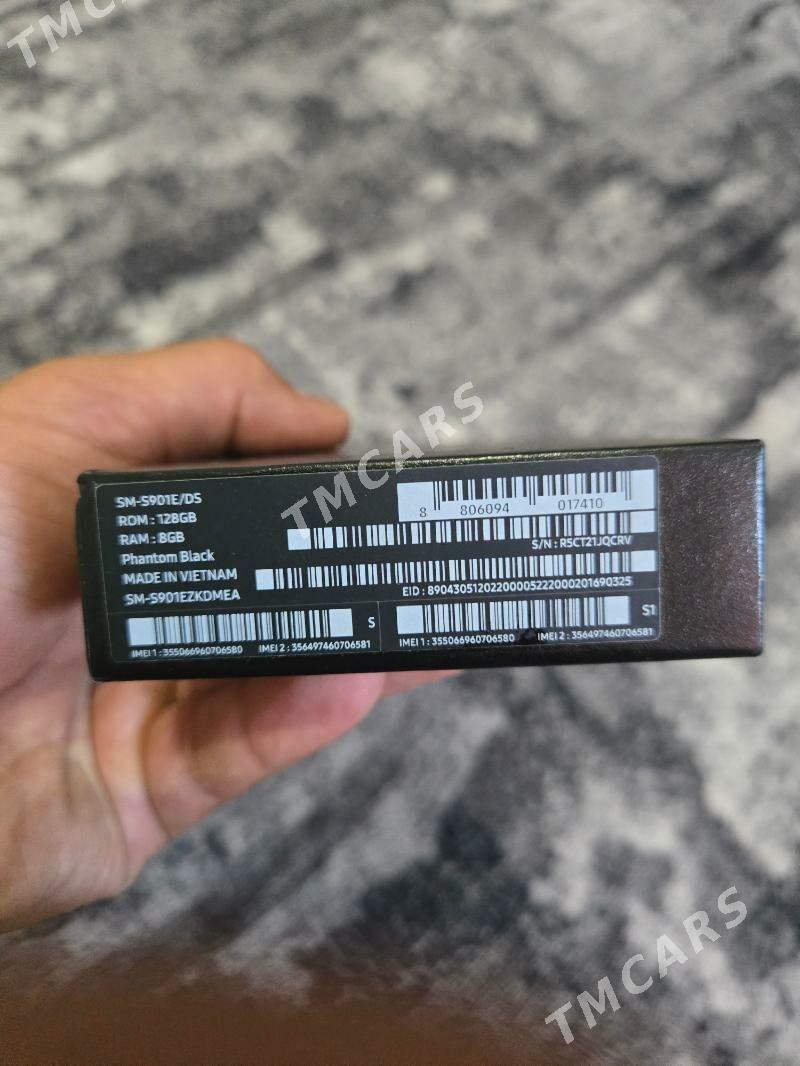 TMCARS
TMCARS
SM-S901E/DS
ROM : 128GB
RAM : 8GB
Phantom Black
MADE IN VIETNAM
SM-S901EZKDMEA
8 806094 017410
S/N : R5CT21JQCRV
EID : 89043051202200005222000201690325
S
IMEI 1 : 355066960706580 IMEI 2 : 356497460706581
S1
IMEI 1 : 355066960706580 IMEI 2 : 356497460706581
TMCARS